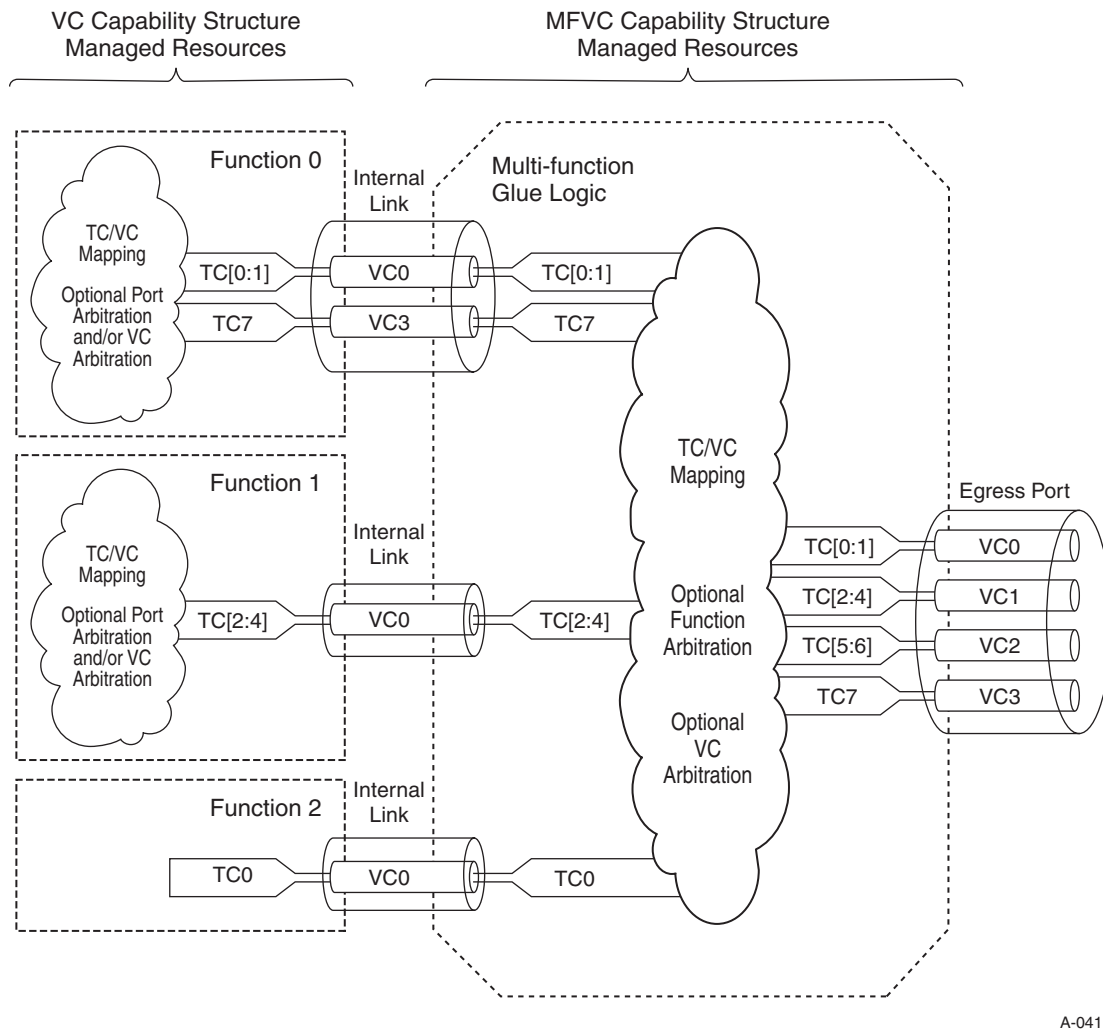 VC Capability Structure
Managed Resources
MFVC Capability Structure
Managed Resources
Function 0
TC/VC
Mapping
Optional Port
Arbitration
and/or VC
Arbitration
TC[0:1]
TC7
Internal
Link
VC0
VC3
Multi-function
Glue Logic
TC[0:1]
TC7
Function 1
TC/VC
Mapping
Optional Port
Arbitration
and/or VC
Arbitration
TC[2:4]
Internal
Link
VC0
TC[2:4]
Function 2
TC0
Internal
Link
VC0
TC0
TC/VC
Mapping
Optional
Function
Arbitration
Optional
VC
Arbitration
Egress Port
TC[0:1]
VC0
TC[2:4]
VC1
TC[5:6]
VC2
TC7
VC3
A-041